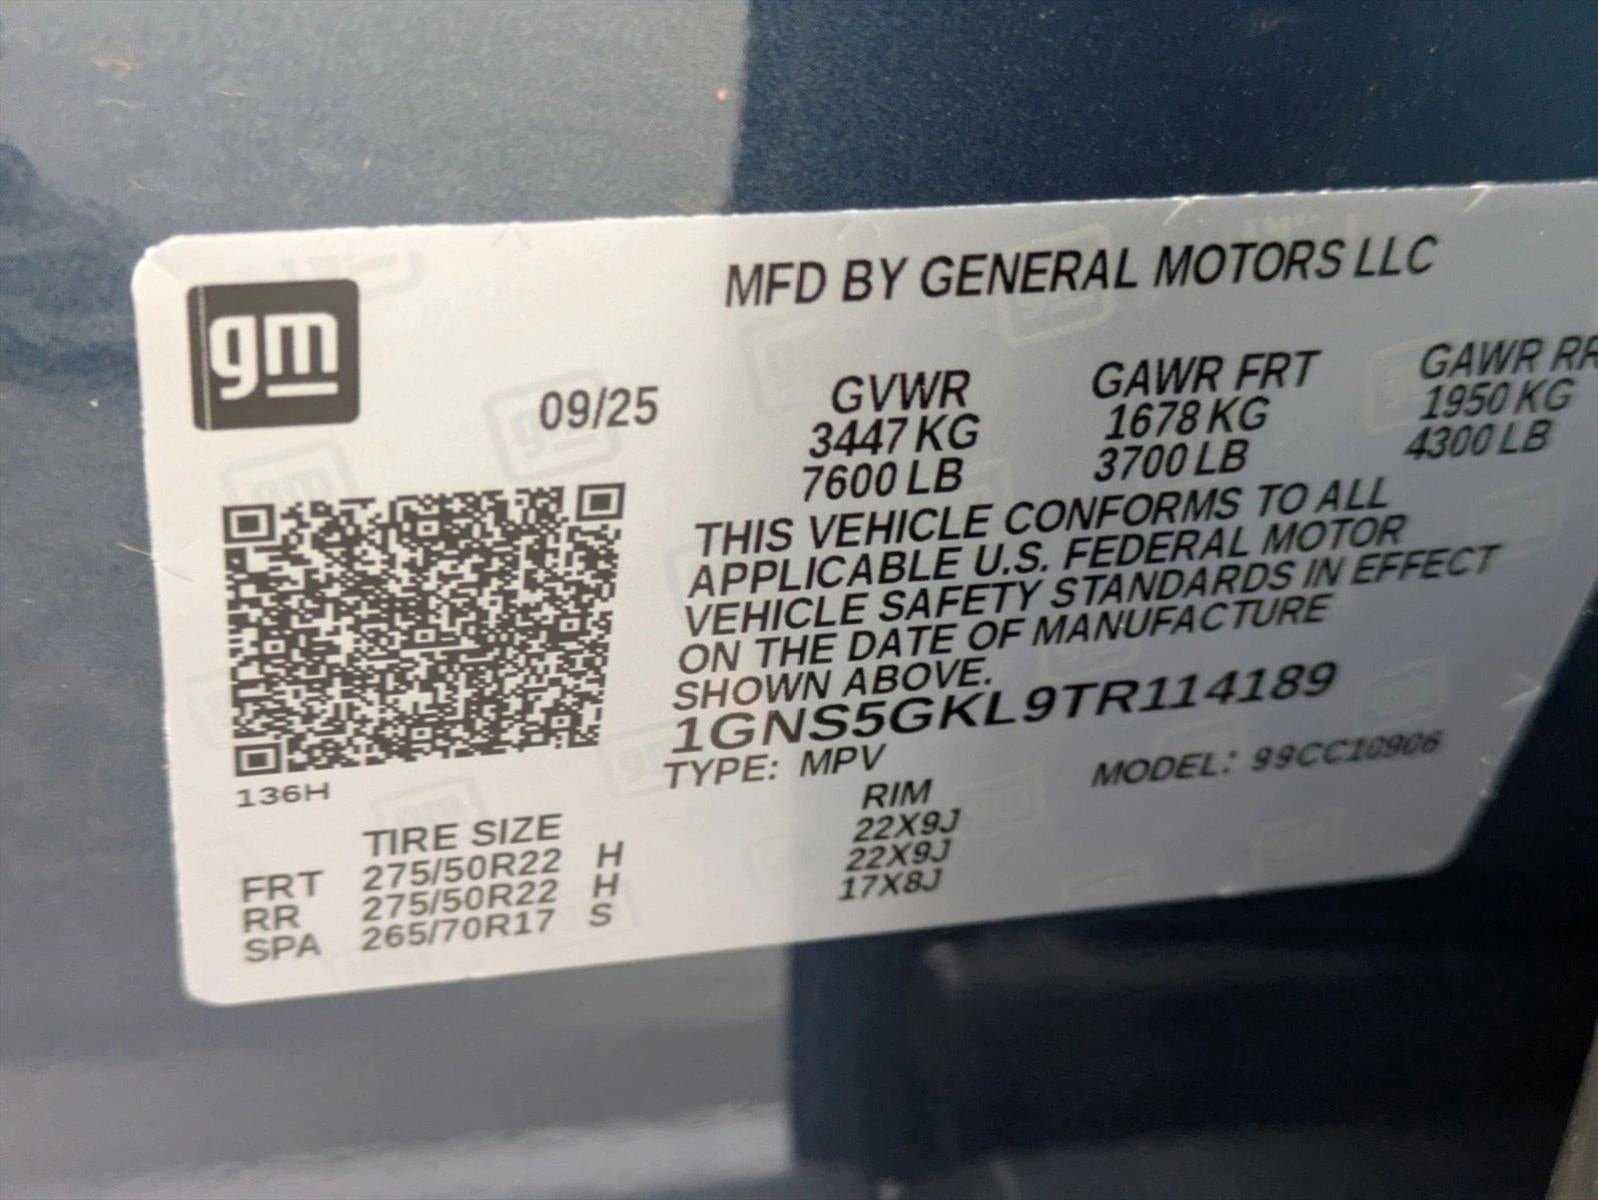 gm
MFD BY GENERAL MOTORS LLC
09/25
GVWR GAWR FRT GAWR RR
3447 KG 1678 KG 1950 KG
7600 LB 3700 LB 4300 LB
THIS VEHICLE CONFORMS TO ALL
APPLICABLE U.S. FEDERAL MOTOR
VEHICLE SAFETY STANDARDS IN EFFECT
ON THE DATE OF MANUFACTURE
SHOWN ABOVE.
1GNS5GKL9TR114189
TYPE: MPV MODEL: 99CC10906
136H
TIRE SIZE RIM
FRT 275/50R22 H 22X9J
RR 275/50R22 H 22X9J
SPA 265/70R17 S 17X8J